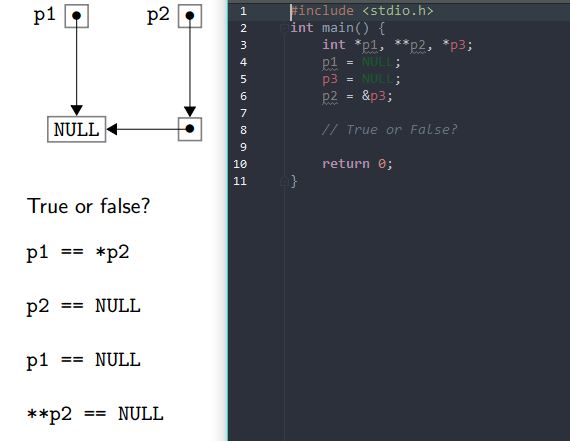 p1
p2
NULL
True or false?
p1 == *p2
p2 == NULL
p1 == NULL
**p2 == NULL
1 #include <stdio.h>
2 int main() {
3     int *p1, **p2, *p3;
4     p1 = NULL;
5     p3 = NULL;
6     p2 = &p3;
7
8     // True or False?
9
10     return 0;
11 }